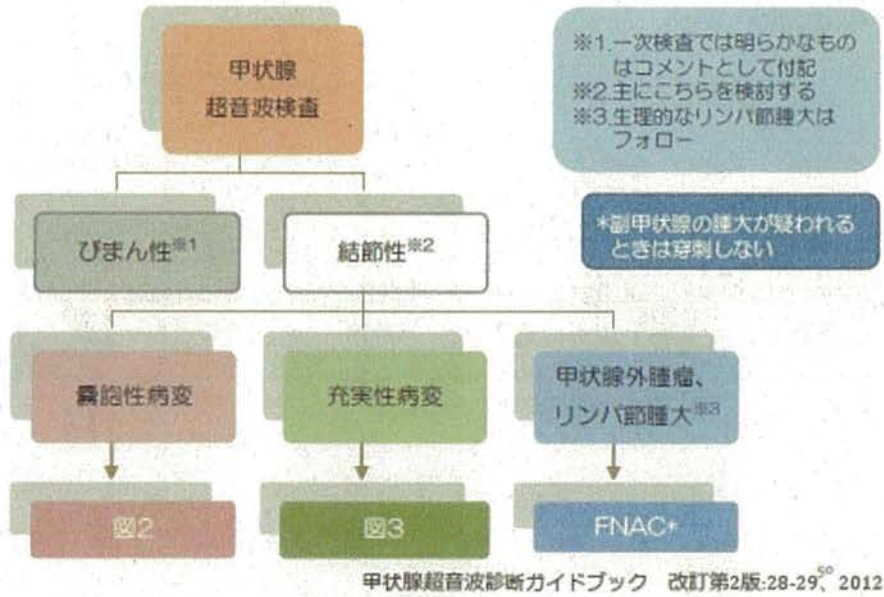 甲状腺
超音波検査
※1.一次検査では明らかなもの
はコメントとして付記
※2.主にこちらを検討する
※3.生理的なリンパ節腫大は
フォロー
びまん性※1
結節性※2
*副甲状腺の腫大が疑われる
ときは穿刺しない
嚢胞性病変
充実性病変
甲状腺外腫瘤、
リンパ節腫大※3
図2
図3
FNAC*
甲状腺超音波診断ガイドブック 改訂第2版:28-29、50 2012